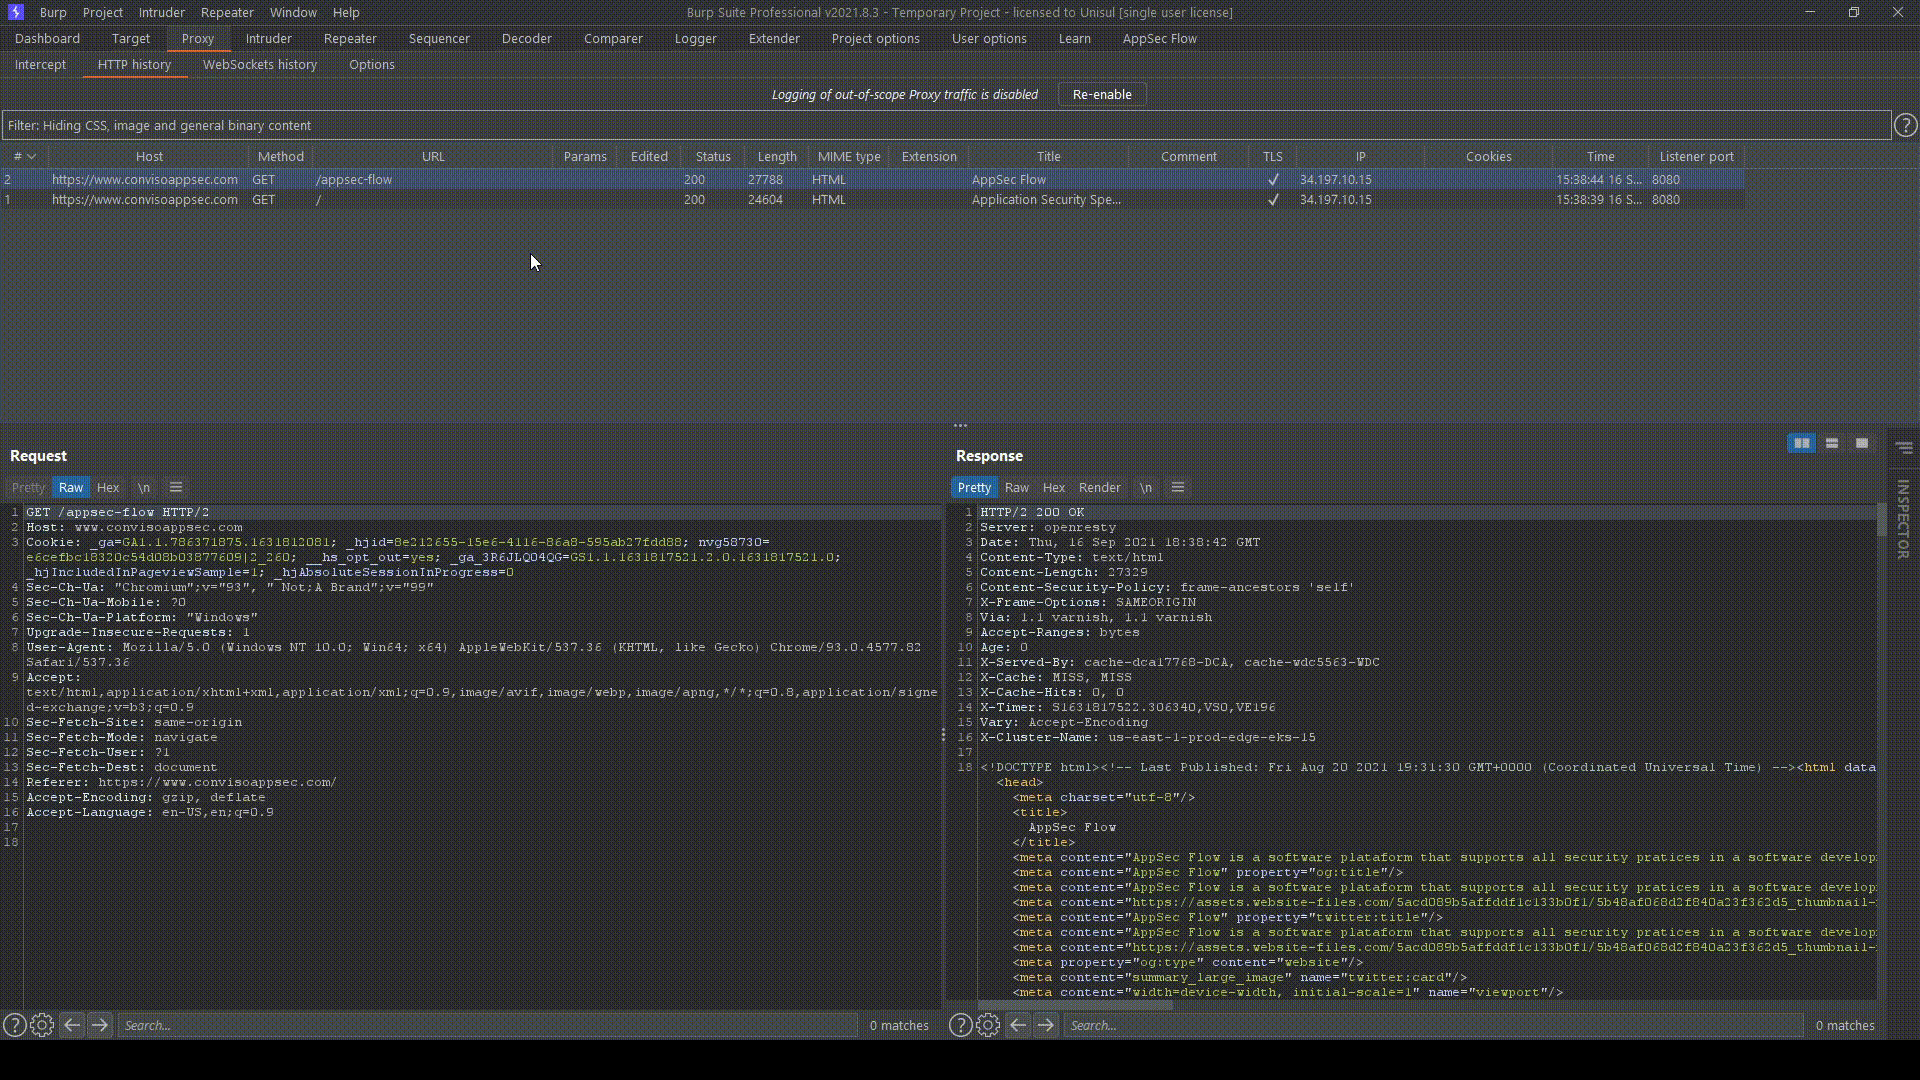 Burp Project Intruder Repeater Window Help
Burp Suite Professional v2021.8.3 - Temporary Project - licensed to Unisul [single user license]
Dashboard Target Proxy Intruder Repeater Sequencer Decoder Comparer Logger Extender Project options User options Learn AppSec Flow
Intercept HTTP history WebSockets history Options
Logging of out-of-scope Proxy traffic is disabled Re-enable
Filter: Hiding CSS, image and general binary content ?
# Host Method URL Params Edited Status Length MIME type Extension Title Comment TLS IP Cookies Time Listener port
2 https://www.convisoappsec.com GET /appsec-flow 200 27788 HTML AppSec Flow ✓ 34.197.10.15 15:38:44 16 S... 8080
1 https://www.convisoappsec.com GET / 200 24604 HTML Application Security Spe... ✓ 34.197.10.15 15:38:39 16 S... 8080
Request
Pretty Raw Hex \n
1 GET /appsec-flow HTTP/2
2 Host: www.convisoappsec.com
3 Cookie: _ga=GA1.1.786371875.1631812081; _hjid=8e212655-15e6-4116-86a8-595ab27fdd88; nvg58730=
e6cefbc18320c54d08b03877609|2_260; __hs_opt_out=yes; _ga_3R6JLQ04QG=GS1.1.1631817521.2.0.1631817521.0;
_hjIncludedInPageviewSample=1; _hjAbsoluteSessionInProgress=0
4 Sec-Ch-Ua: "Chromium";v="93", " Not;A Brand";v="99"
5 Sec-Ch-Ua-Mobile: ?0
6 Sec-Ch-Ua-Platform: "Windows"
7 Upgrade-Insecure-Requests: 1
8 User-Agent: Mozilla/5.0 (Windows NT 10.0; Win64; x64) AppleWebKit/537.36 (KHTML, like Gecko) Chrome/93.0.4577.82
Safari/537.36
9 Accept:
text/html,application/xhtml+xml,application/xml;q=0.9,image/avif,image/webp,image/apng,*/*;q=0.8,application/signe
d-exchange;v=b3;q=0.9
10 Sec-Fetch-Site: same-origin
11 Sec-Fetch-Mode: navigate
12 Sec-Fetch-User: ?1
13 Sec-Fetch-Dest: document
14 Referer: https://www.convisoappsec.com/
15 Accept-Encoding: gzip, deflate
16 Accept-Language: en-US,en;q=0.9
17
18
? Search... 0 matches
Response
Pretty Raw Hex Render \n
1 HTTP/2 200 OK
2 Server: openresty
3 Date: Thu, 16 Sep 2021 18:38:42 GMT
4 Content-Type: text/html
5 Content-Length: 27329
6 Content-Security-Policy: frame-ancestors 'self'
7 X-Frame-Options: SAMEORIGIN
8 Via: 1.1 varnish, 1.1 varnish
9 Accept-Ranges: bytes
10 Age: 0
11 X-Served-By: cache-dca17768-DCA, cache-wdc5563-WDC
12 X-Cache: MISS, MISS
13 X-Cache-Hits: 0, 0
14 X-Timer: S1631817522.306340,VS0,VE196
15 Vary: Accept-Encoding
16 X-Cluster-Name: us-east-1-prod-edge-eks-15
17
18 <!DOCTYPE html><!-- Last Published: Fri Aug 20 2021 19:31:30 GMT+0000 (Coordinated Universal Time) --><html data
<head>
<meta charset="utf-8"/>
<title>
AppSec Flow
</title>
<meta content="AppSec Flow is a software plataform that supports all security pratices in a software develop
<meta content="AppSec Flow" property="og:title"/>
<meta content="AppSec Flow is a software plataform that supports all security pratices in a software develop
<meta content="https://assets.website-files.com/5acd089b5affddf1c133b0f1/5b48af068d2f840a23f362d5_thumbnail-
<meta content="AppSec Flow" property="twitter:title"/>
<meta content="AppSec Flow is a software plataform that supports all security pratices in a software develop
<meta content="https://assets.website-files.com/5acd089b5affddf1c133b0f1/5b48af068d2f840a23f362d5_thumbnail-
<meta property="og:type" content="website"/>
<meta content="summary_large_image" name="twitter:card"/>
<meta content="width=device-width, initial-scale=1" name="viewport"/>
? Search... 0 matches
INSPECTOR